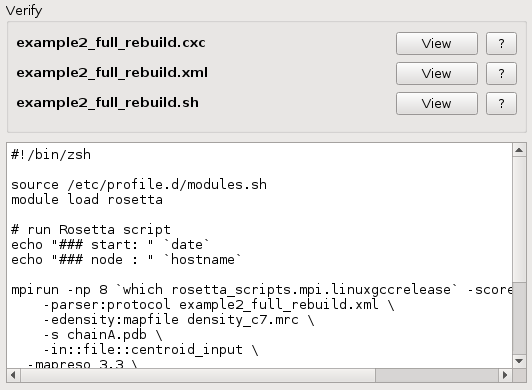 Verify
example2_full_rebuild.cxc View ?
example2_full_rebuild.xml View ?
example2_full_rebuild.sh View ?
#!/bin/zsh
source /etc/profile.d/modules.sh
module load rosetta
# run Rosetta script
echo "### start: " `date`
echo "### node : " `hostname`
mpirun -np 8 `which rosetta_scripts.mpi.linuxgccrelease` -score
-parser:protocol example2_full_rebuild.xml \
-edensity:mapfile density_c7.mrc \
-s chainA.pdb \
-in::file::centroid_input \
-mapreso 3.3 \